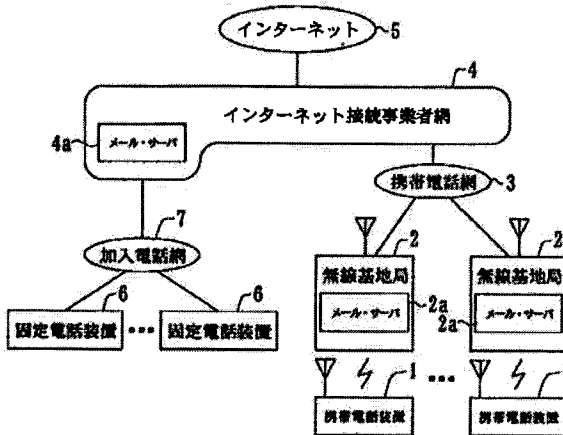 インターネット
5
4
インターネット接続事業者網
4a
メール・サーバ
携帯電話網
3
7
加入電話網
2
2
無線基地局
無線基地局
6
6
メール・サーバ
2a
メール・サーバ
2a
固定電話装置
•••
固定電話装置
1
•••
携帯電話装置
携帯電話装置